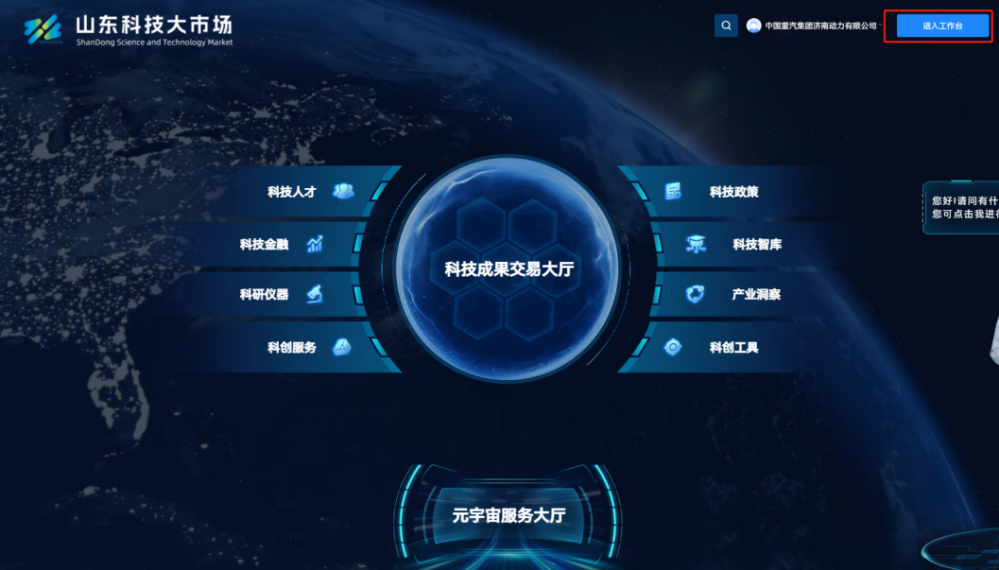 山东科技大市场
ShanDong Science and Technology Market
中国重汽集团济南动力有限公司
进入工作台
科技人才
科技政策
科技金融
科技智库
科技成果交易大厅
科研仪器
产业洞察
科创服务
科创工具
您好!请问有什
您可点击我进行
元宇宙服务大厅